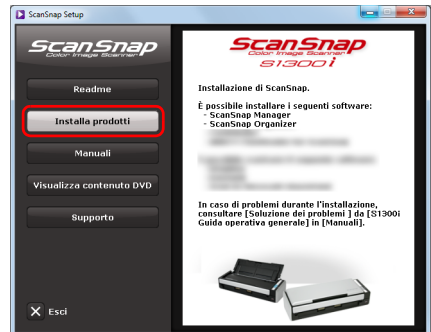 ScanSnap Setup
ScanSnap
Color Image Scanner
Readme
Installa prodotti
Manuali
Visualizza contenuto DVD
Supporto
Esci
ScanSnap
Color Image Scanner
S1300i
Installazione di ScanSnap.
È possibile installare i seguenti software:
- ScanSnap Manager
- ScanSnap Organizer
In caso di problemi durante l'installazione,
consultare [Soluzione dei problemi ] da [S1300i
Guida operativa generale] in [Manuali].